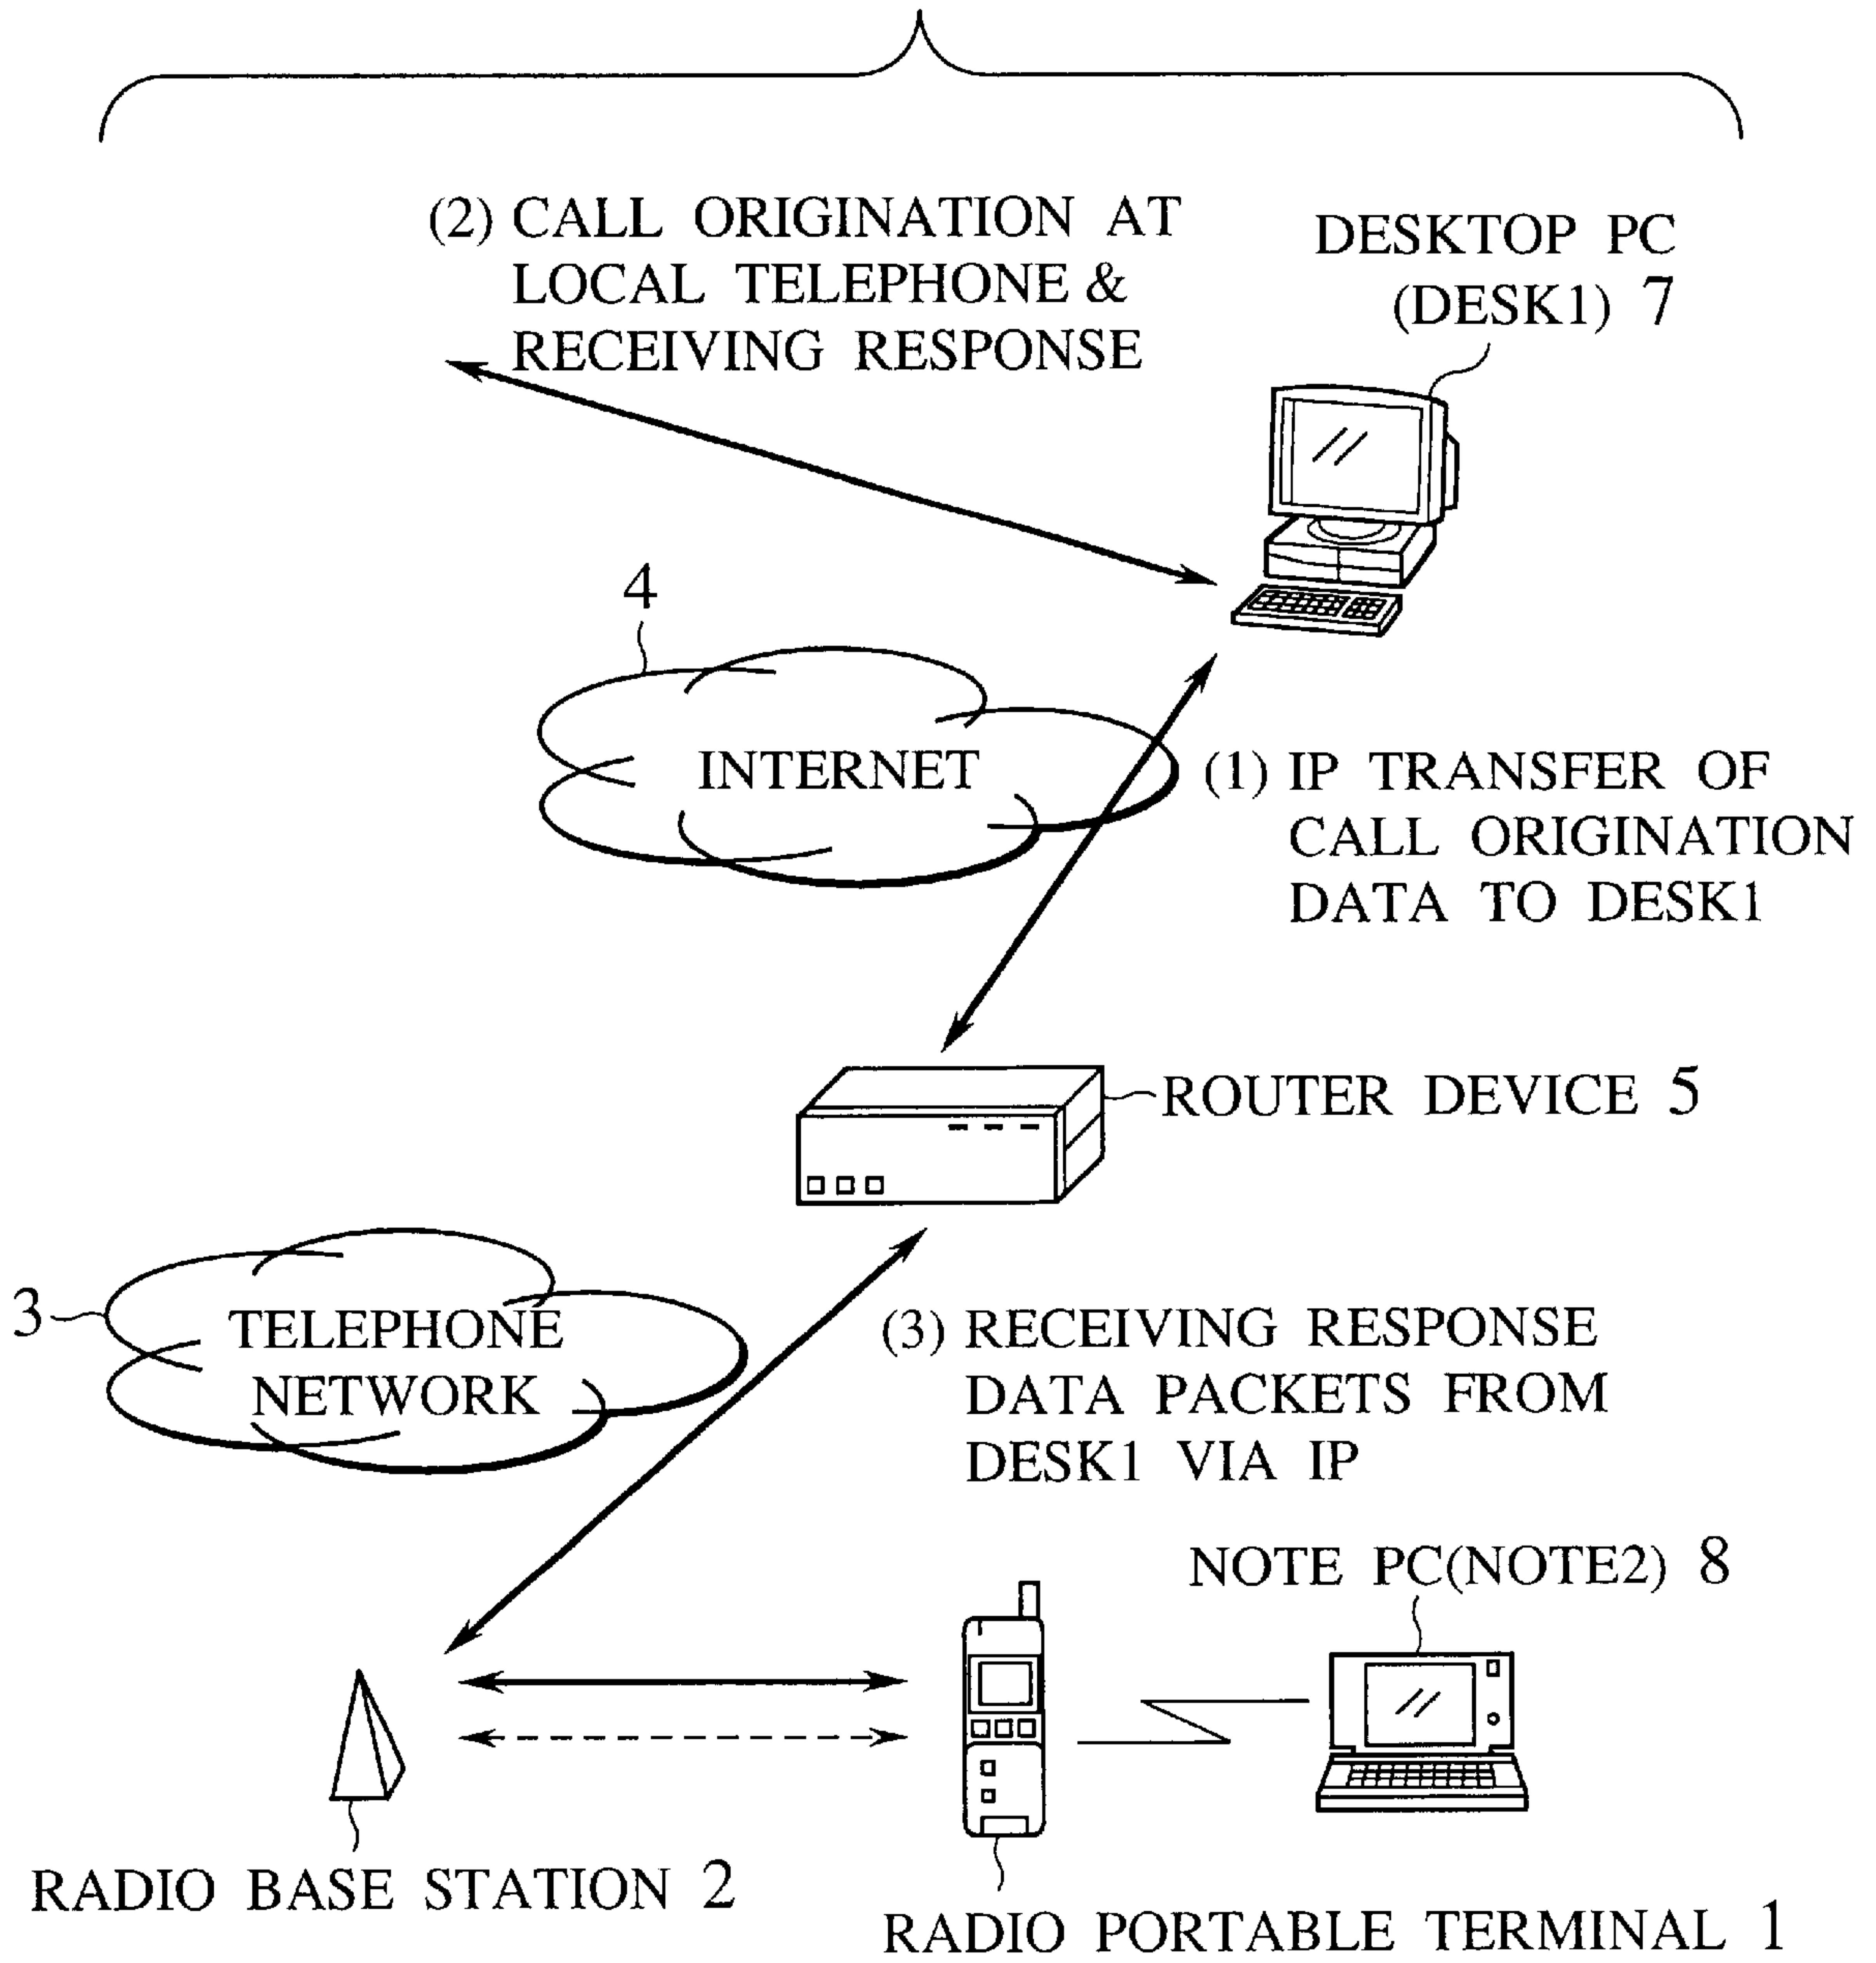 (2) CALL ORIGINATION AT
LOCAL TELEPHONE &
RECEIVING RESPONSE
DESKTOP PC
(DESK1) 7
4
INTERNET
(1) IP TRANSFER OF
CALL ORIGINATION
DATA TO DESK1
ROUTER DEVICE 5
3
TELEPHONE
NETWORK
(3) RECEIVING RESPONSE
DATA PACKETS FROM
DESK1 VIA IP
NOTE PC(NOTE2) 8
RADIO BASE STATION 2
RADIO PORTABLE TERMINAL 1